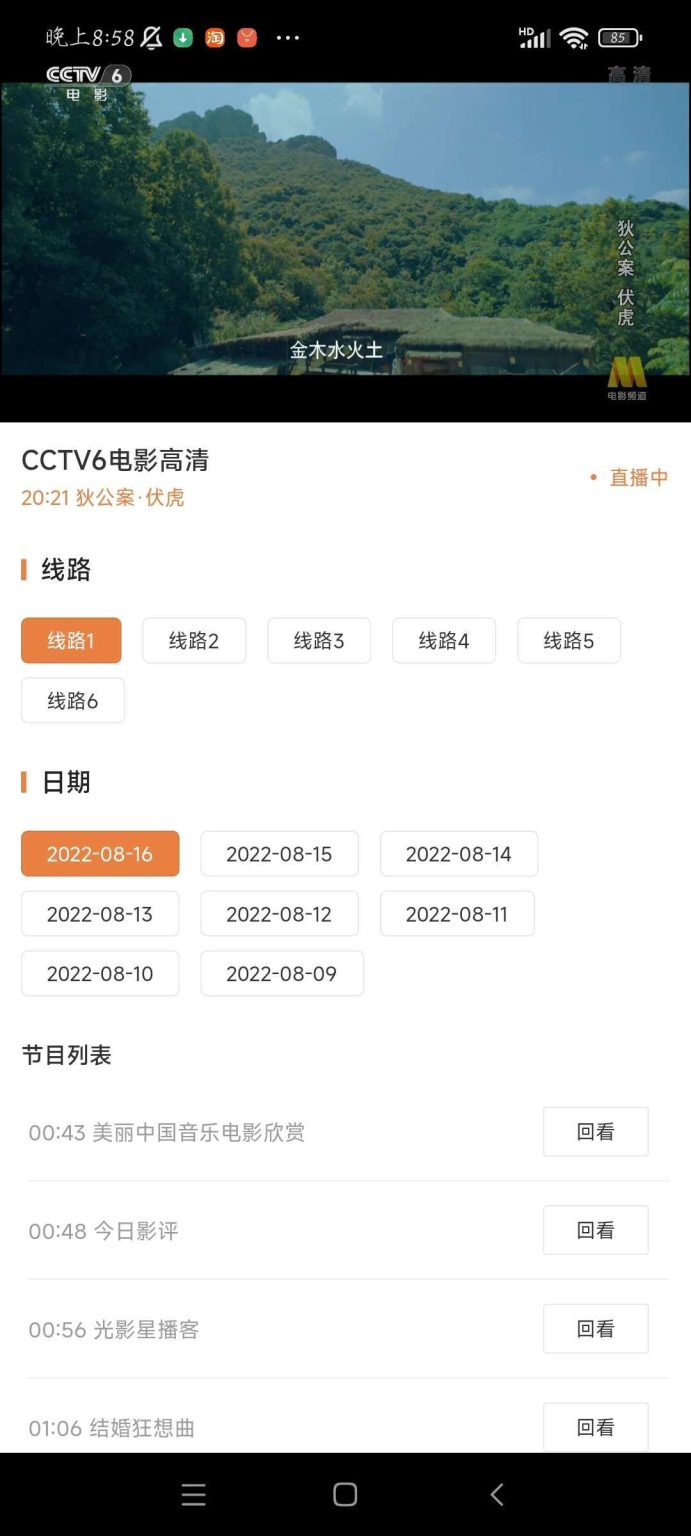 晚上8:58
淘
HD
85
CCTV 6
电影
高清
狄公案 伏虎
金木水火土
电影频道
CCTV6电影高清
20:21 狄公案·伏虎
• 直播中
线路
线路1
线路2
线路3
线路4
线路5
线路6
日期
2022-08-16
2022-08-15
2022-08-14
2022-08-13
2022-08-12
2022-08-11
2022-08-10
2022-08-09
节目列表
00:43 美丽中国音乐电影欣赏
回看
00:48 今日影评
回看
00:56 光影星播客
回看
01:06 结婚狂想曲
回看